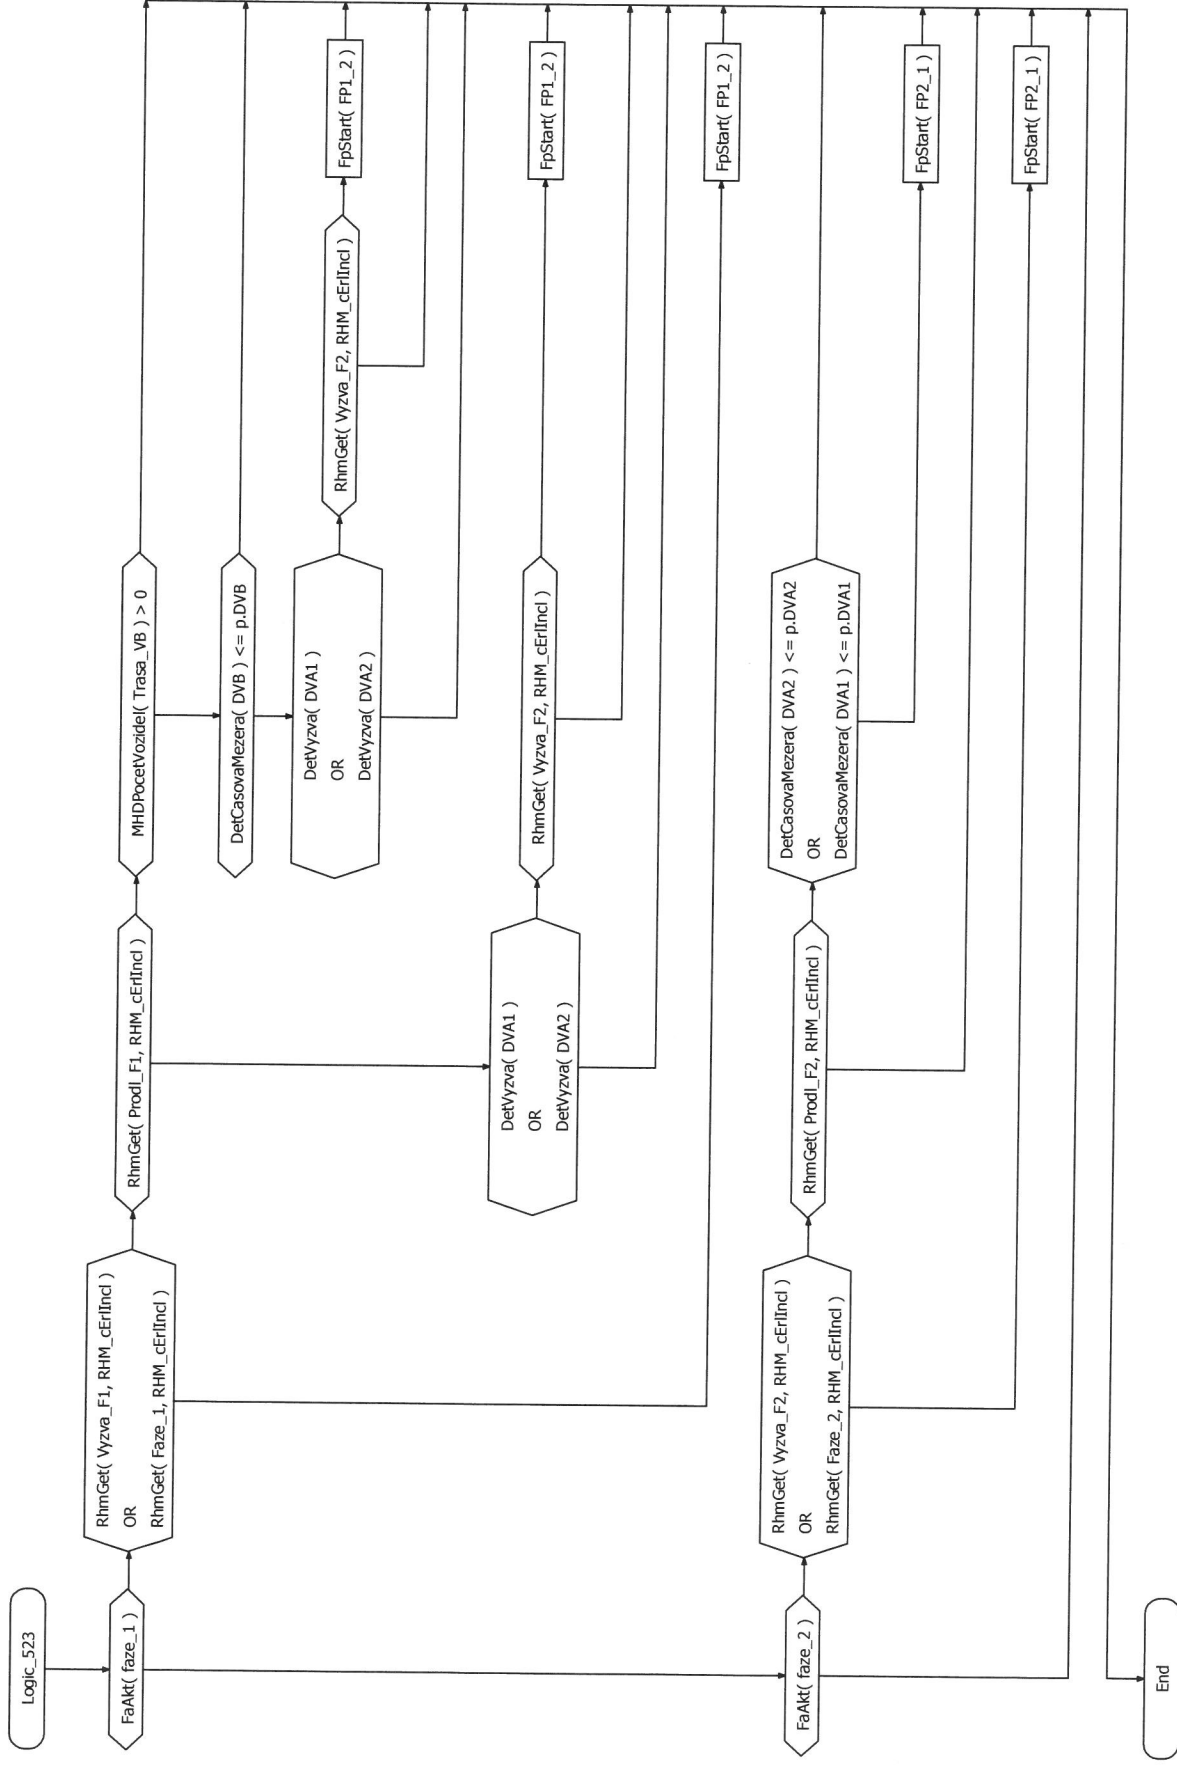 Logic_523
FaAkt( faze_1 )
RhmGet( Vyzva_F1, RHM_cErlIncl )
OR
RhmGet( Faze_1, RHM_cErlIncl )
RhmGet( Prodl_F1, RHM_cErlIncl )
MHDPocetVozidel( Trasa_VB ) > 0
DetCasovaMezera( DVB ) <= p.DVB
DetVyzva( DVA1 )
OR
DetVyzva( DVA2 )
RhmGet( Vyzva_F2, RHM_cErlIncl )
FpStart( FP1_2 )
DetVyzva( DVA1 )
OR
DetVyzva( DVA2 )
RhmGet( Vyzva_F2, RHM_cErlIncl )
FpStart( FP1_2 )
FpStart( FP1_2 )
FaAkt( faze_2 )
RhmGet( Vyzva_F2, RHM_cErlIncl )
OR
RhmGet( Faze_2, RHM_cErlIncl )
RhmGet( Prodl_F2, RHM_cErlIncl )
DetCasovaMezera( DVA2 ) <= p.DVA2
OR
DetCasovaMezera( DVA1 ) <= p.DVA1
FpStart( FP2_1 )
FpStart( FP2_1 )
End